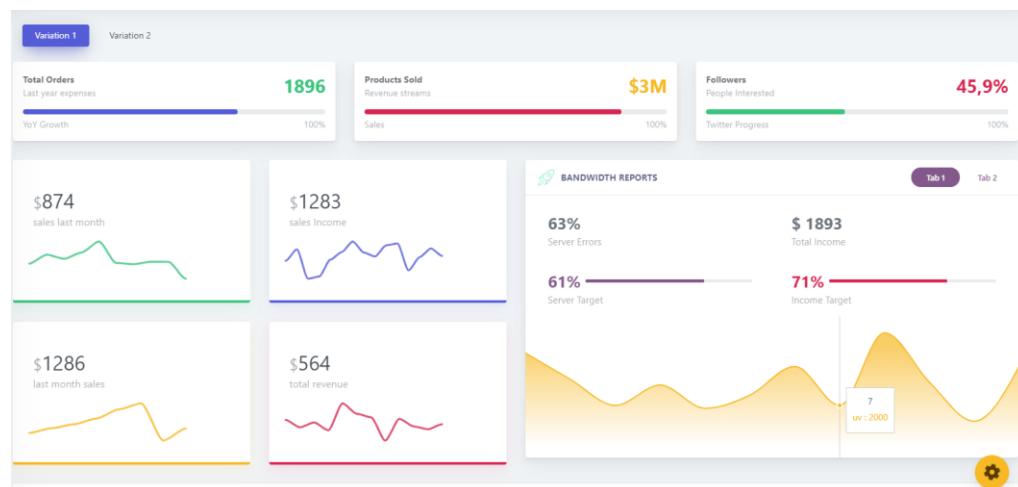 Variation 1
Variation 2
Total Orders
Last year expenses
1896
YoY Growth
100%
Products Sold
Revenue streams
$3M
Sales
100%
Followers
People Interested
45,9%
Twitter Progress
100%
$874
sales last month
$1283
sales Income
$1286
last month sales
$564
total revenue
BANDWIDTH REPORTS
Tab 1
Tab 2
63%
Server Errors
$ 1893
Total Income
61%
Server Target
71%
Income Target
7
uv : 2000